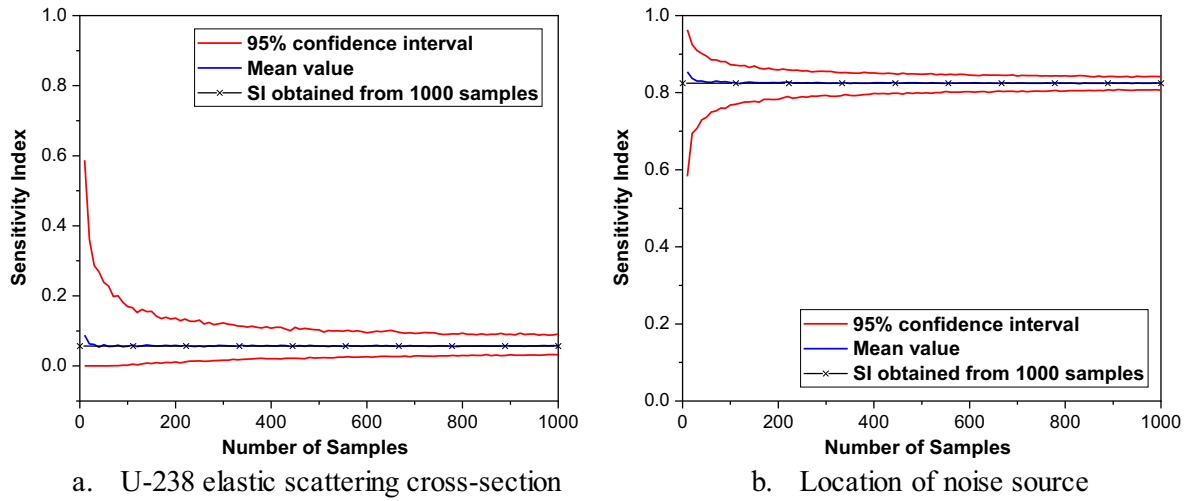 1.0
0.8
0.6
0.4
0.2
0.0
Sensitivity Index
95% confidence interval
Mean value
SI obtained from 1000 samples
0 200 400 600 800 1000
Number of Samples
a. U-238 elastic scattering cross-section
1.0
0.8
0.6
0.4
0.2
0.0
Sensitivity Index
95% confidence interval
Mean value
SI obtained from 1000 samples
0 200 400 600 800 1000
Number of Samples
b. Location of noise source